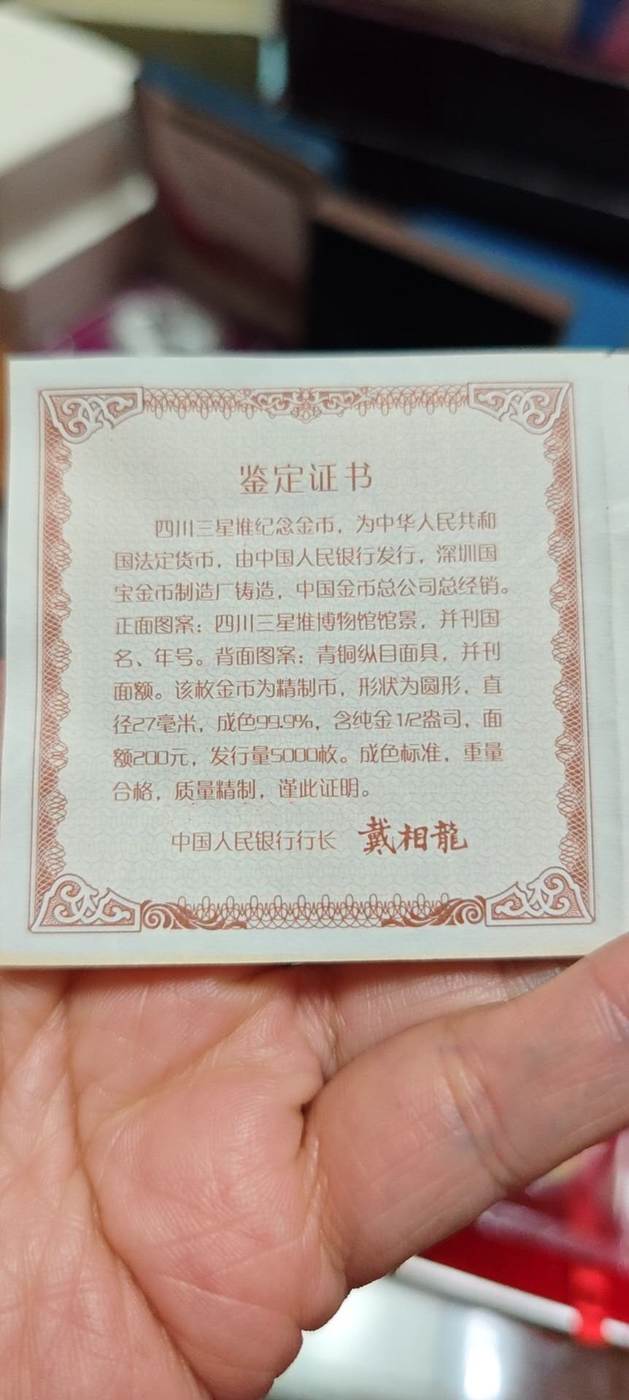 鉴定证书
四川三星堆纪念金币，为中华人民共和
国法定货币，由中国人民银行发行，深圳国
宝金币制造厂铸造，中国金币总公司总经销。
正面图案：四川三星堆博物馆馆景，并刊国
名、年号。背面图案：青铜纵目面具，并刊
面额。该枚金币为精制币，形状为圆形，直
径27毫米，成色99.9%，含纯金1/2盎司，面
额200元，发行量5000枚。成色标准，重量
合格，质量精制，谨此证明。
中国人民银行行长 戴相龍